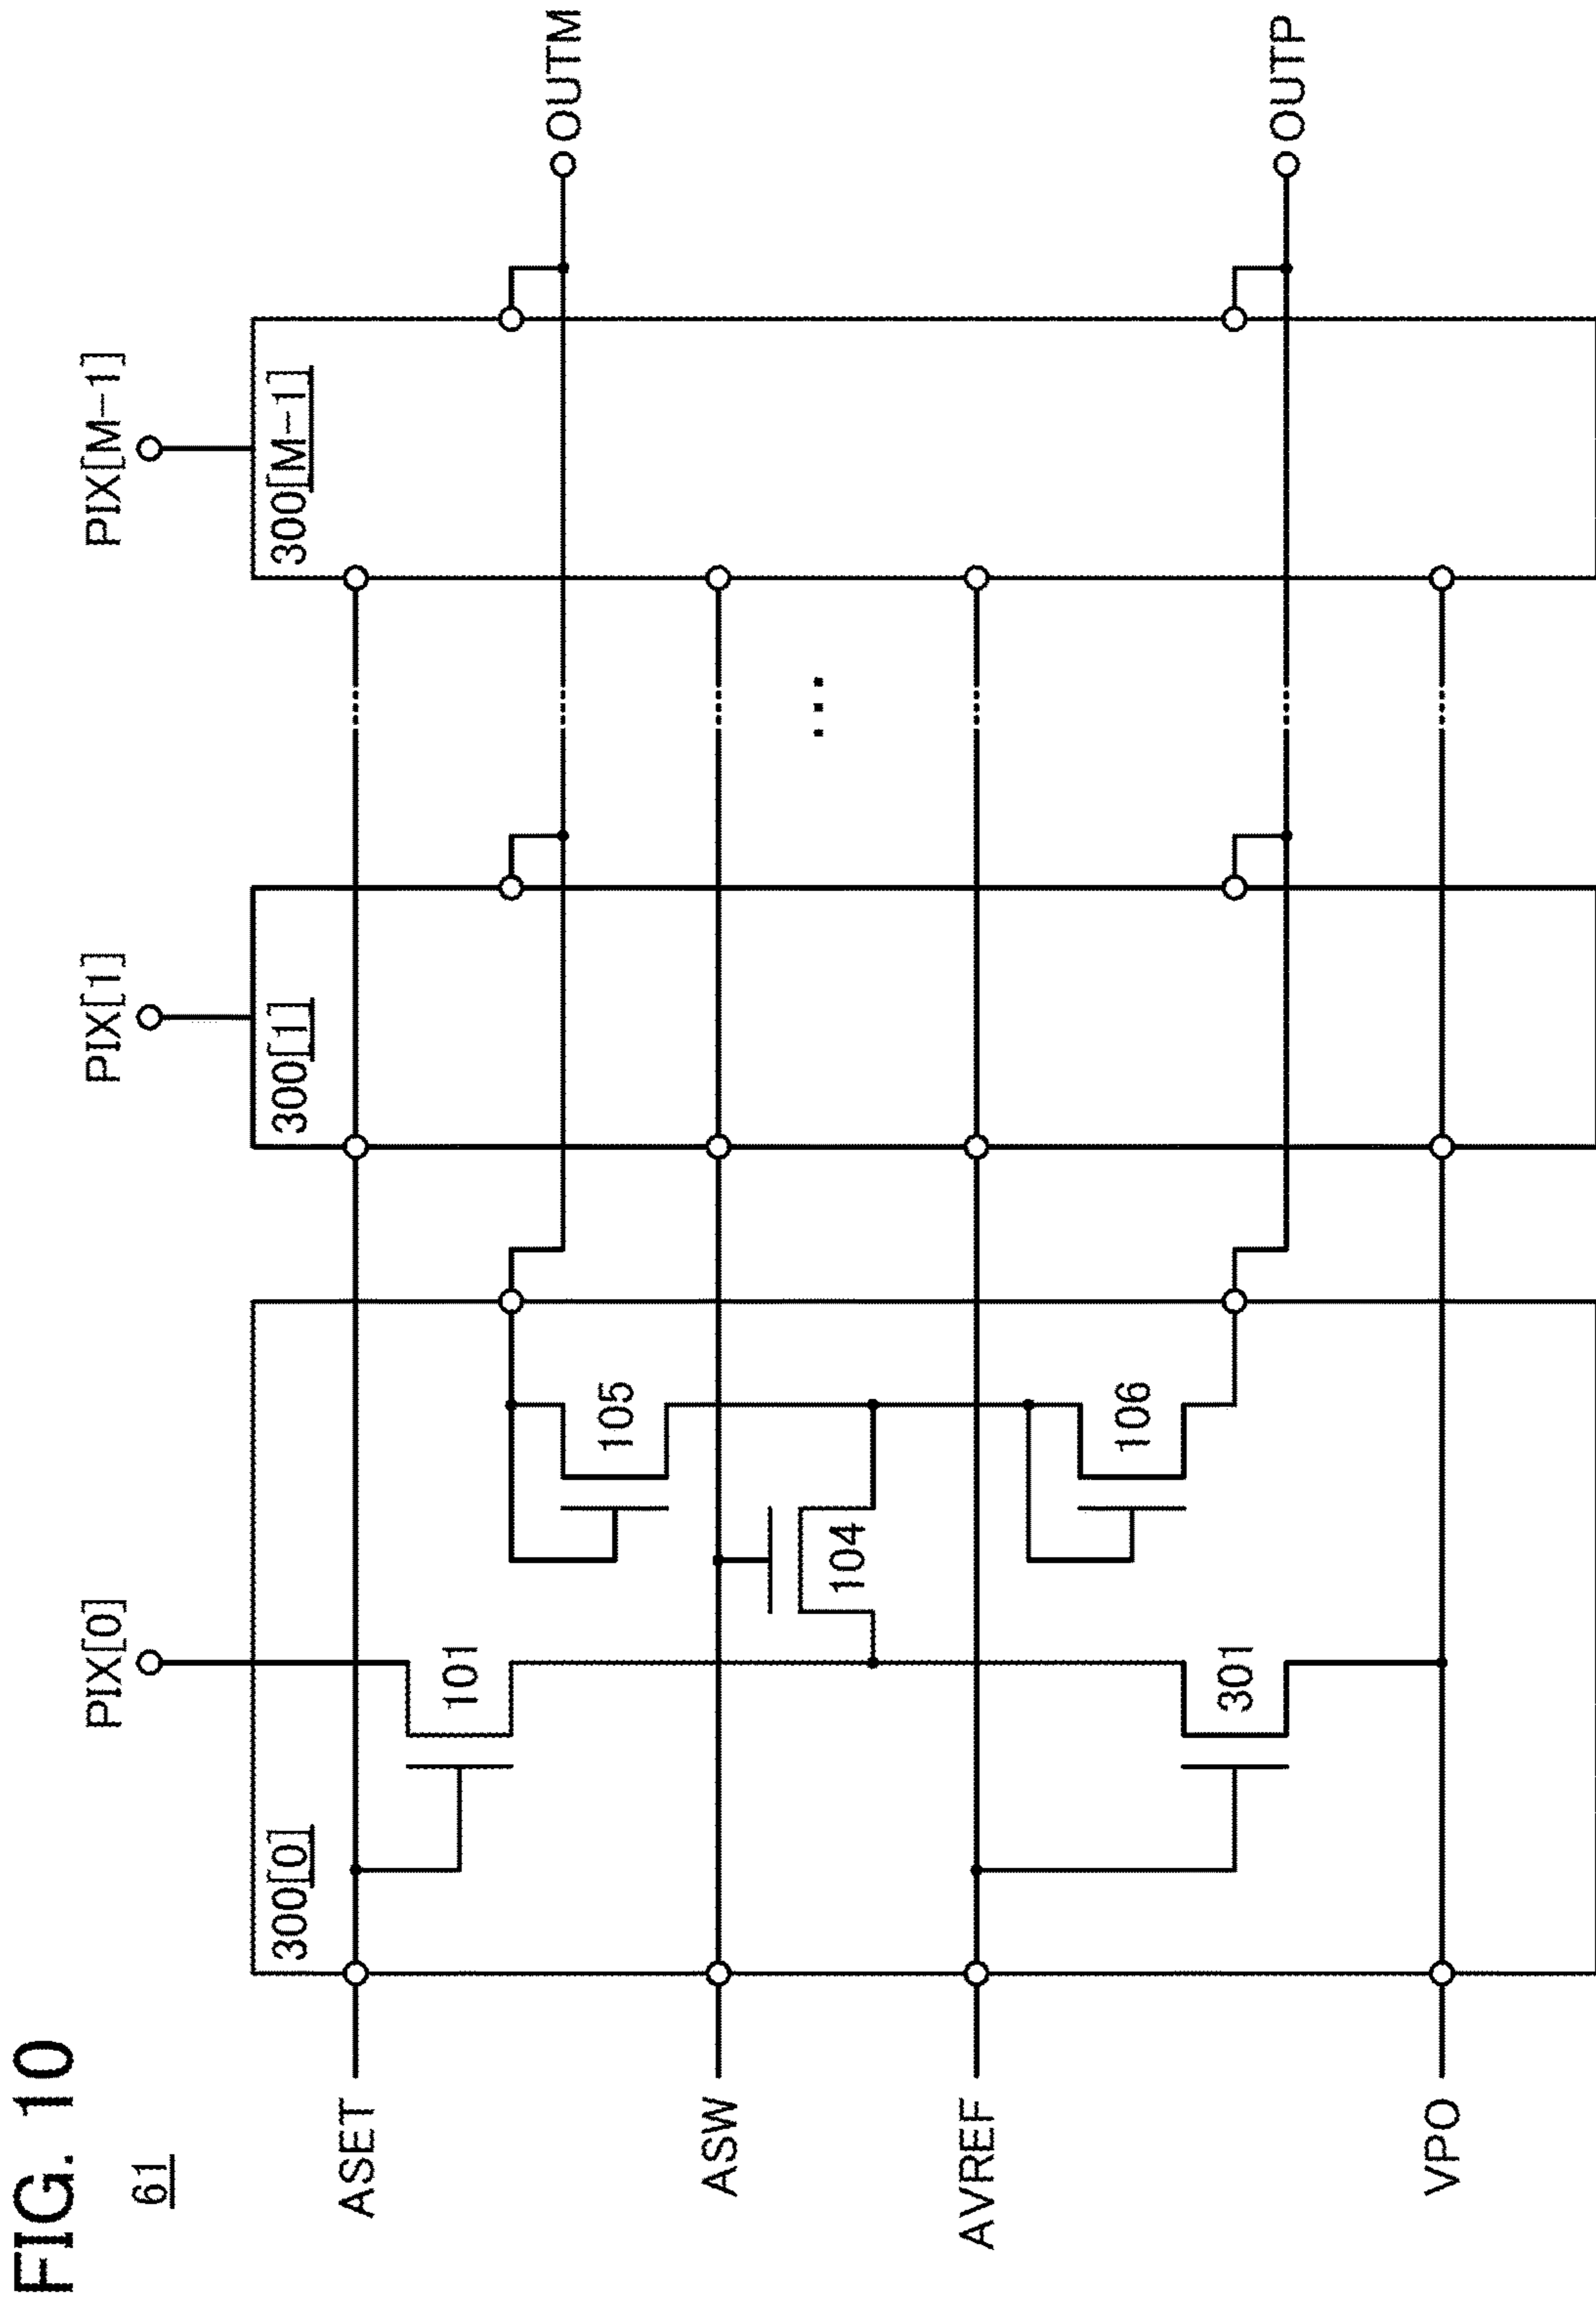 FIG. 10
61
PIX[0]
PIX[1]
PIX[M-1]
300[0]
300[1]
300[M-1]
ASET
101
105
OUTM
ASW
104
AVREF
106
301
OUTP
VPO
...